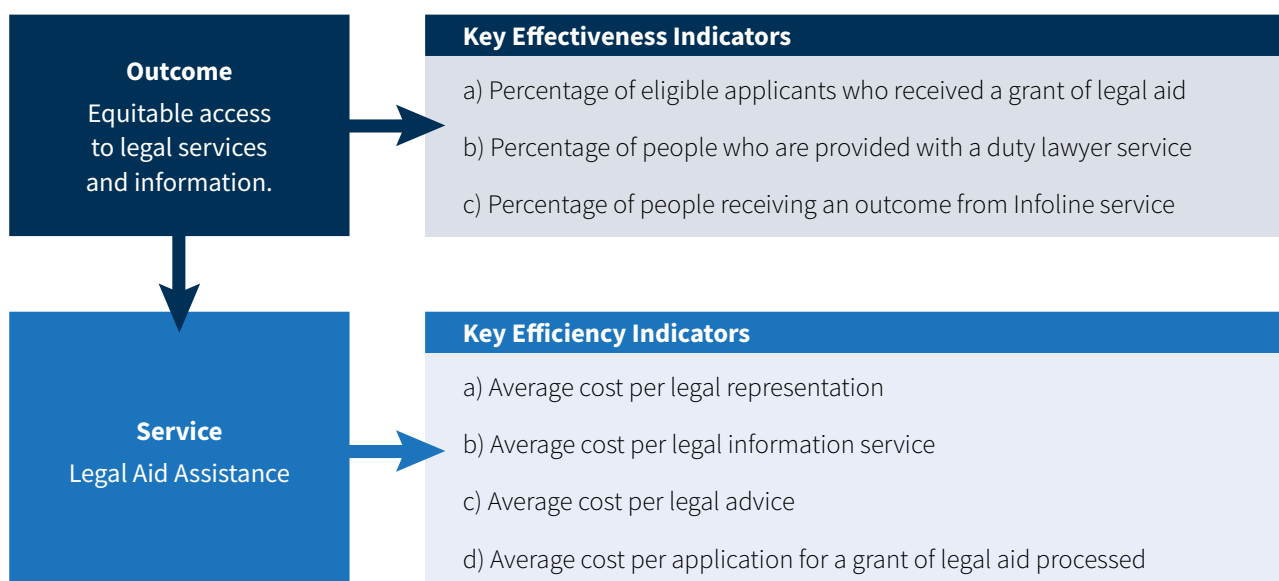 Outcome
Equitable access
to legal services
and information.
Key Effectiveness Indicators
a) Percentage of eligible applicants who received a grant of legal aid
b) Percentage of people who are provided with a duty lawyer service
c) Percentage of people receiving an outcome from Infoline service
Service
Legal Aid Assistance
Key Efficiency Indicators
a) Average cost per legal representation
b) Average cost per legal information service
c) Average cost per legal advice
d) Average cost per application for a grant of legal aid processed